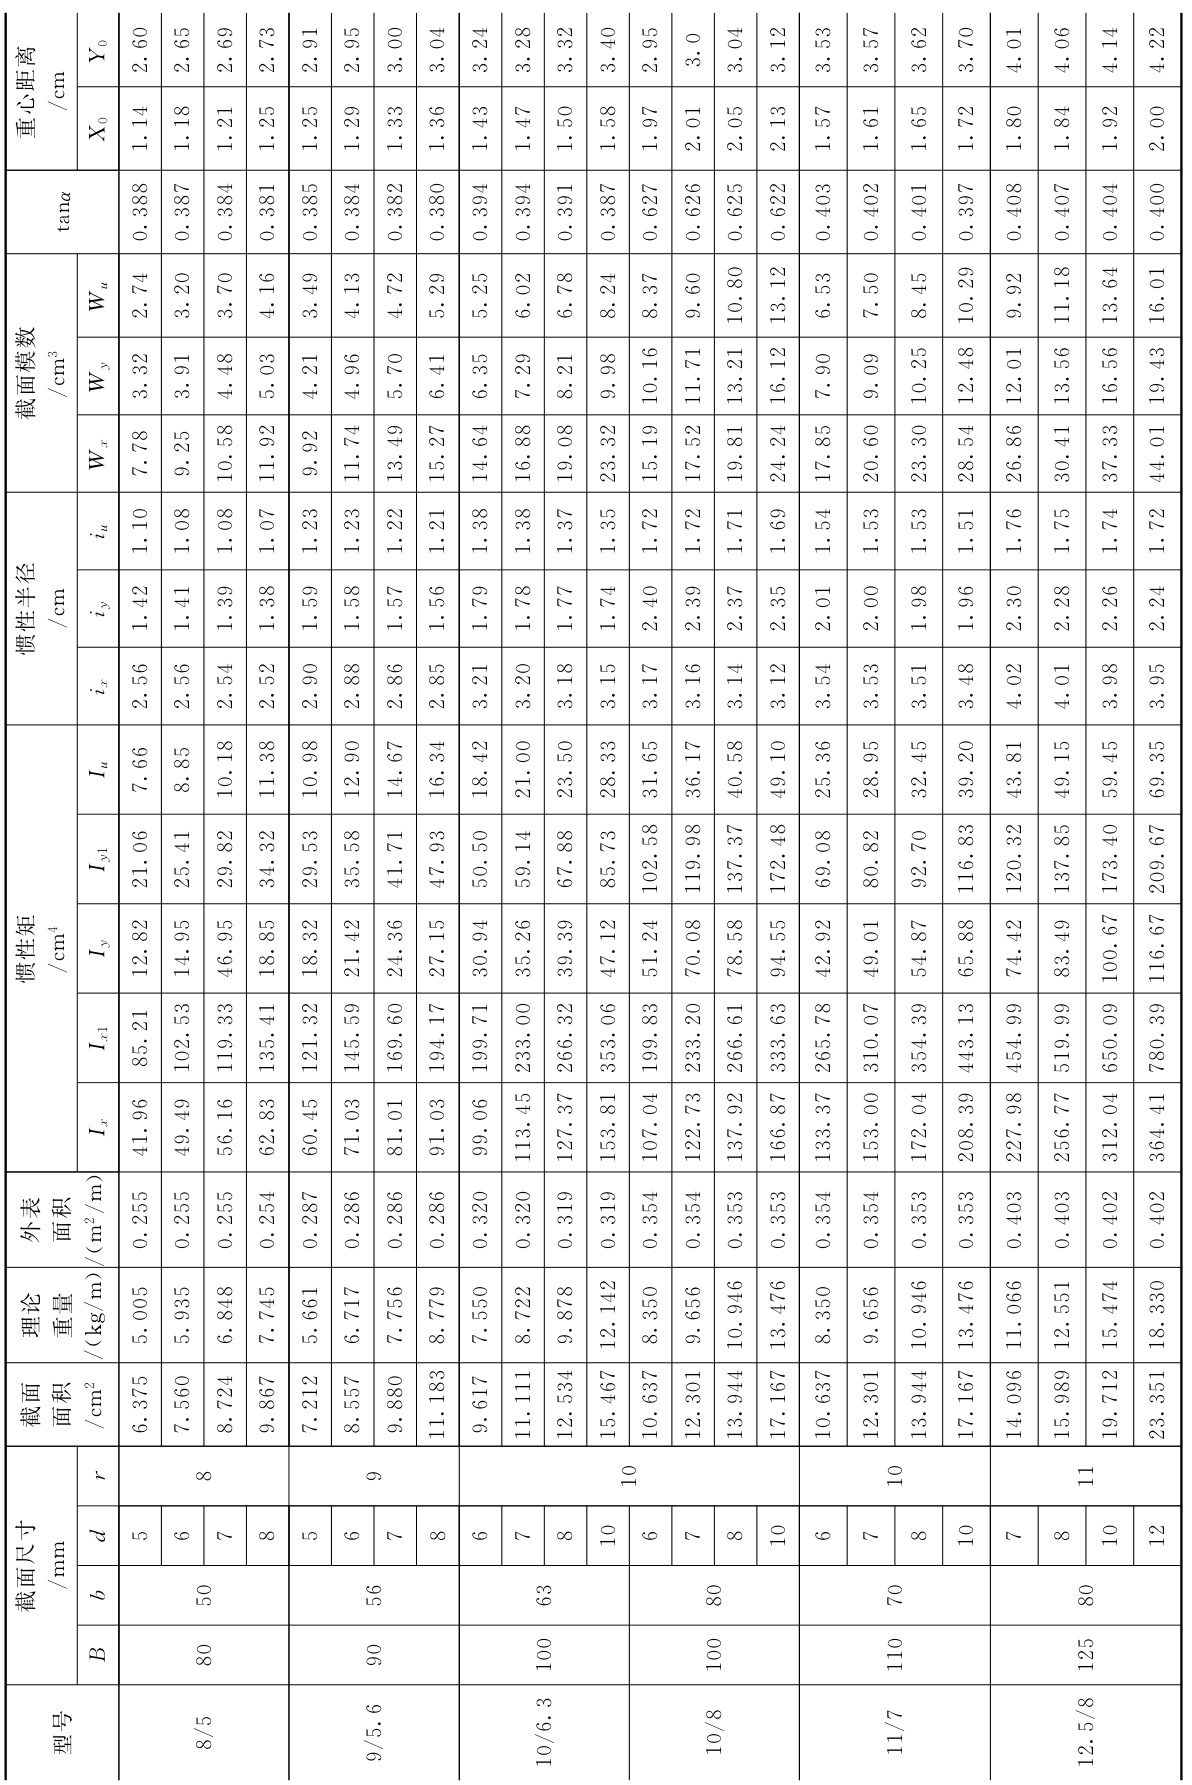 型号 截面尺寸/mm 截面面积/cm² 理论重量/(kg/m) 外表面积/(m²/m) 惯性矩/cm⁴ 惯性半径/cm 截面模数/cm³ tanα 重心距离/cm
B b d r Iₓ Iₓ₁ I_y I_y1 I_u iₓ i_y i_u Wₓ W_y W_u X₀ Y₀
8/5 80 50 5 8 6.375 5.005 0.255 41.96 85.21 12.82 21.06 7.66 2.56 1.42 1.10 7.78 3.32 2.74 0.388 1.14 2.60
6 7.560 5.935 0.255 49.49 102.53 14.95 25.41 8.85 2.56 1.41 1.08 9.25 3.91 3.20 0.387 1.18 2.65
7 8.724 6.848 0.255 56.16 119.33 46.95 29.82 10.18 2.54 1.39 1.08 10.58 4.48 3.70 0.384 1.21 2.69
8 9.867 7.745 0.254 62.83 135.41 18.85 34.32 11.38 2.52 1.38 1.07 11.92 5.03 4.16 0.381 1.25 2.73
9/5.6 90 56 5 9 7.212 5.661 0.287 60.45 121.32 18.32 29.53 10.98 2.90 1.59 1.23 9.92 4.21 3.49 0.385 1.25 2.91
6 8.557 6.717 0.286 71.03 145.59 21.42 35.58 12.90 2.88 1.58 1.23 11.74 4.96 4.13 0.384 1.29 2.95
7 9.880 7.756 0.286 81.01 169.60 24.36 41.71 14.67 2.86 1.57 1.22 13.49 5.70 4.72 0.382 1.33 3.00
8 11.183 8.779 0.286 91.03 194.17 27.15 47.93 16.34 2.85 1.56 1.21 15.27 6.41 5.29 0.380 1.36 3.04
10/6.3 100 63 6 10 9.617 7.550 0.320 99.06 199.71 30.94 50.50 18.42 3.21 1.79 1.38 14.64 6.35 5.25 0.394 1.43 3.24
7 11.111 8.722 0.320 113.45 233.00 35.26 59.14 21.00 3.20 1.78 1.38 16.88 7.29 6.02 0.394 1.47 3.28
8 12.534 9.878 0.319 127.37 266.32 39.39 67.88 23.50 3.18 1.77 1.37 19.08 8.21 6.78 0.391 1.50 3.32
10 15.467 12.142 0.319 153.81 353.06 47.12 85.73 28.33 3.15 1.74 1.35 23.32 9.98 8.24 0.387 1.58 3.40
10/8 100 80 6 10.637 8.350 0.354 107.04 199.83 51.24 102.58 31.65 3.17 2.40 1.72 15.19 10.16 8.37 0.627 1.97 2.95
7 12.301 9.656 0.354 122.73 233.20 70.08 119.98 36.17 3.16 2.39 1.72 17.52 11.71 9.60 0.626 2.01 3.0
8 13.944 10.946 0.353 137.92 266.61 78.58 137.37 40.58 3.14 2.37 1.71 19.81 13.21 10.80 0.625 2.05 3.04
10 17.167 13.476 0.353 166.87 333.63 94.55 172.48 49.10 3.12 2.35 1.69 24.24 16.12 13.12 0.622 2.13 3.12
11/7 110 70 6 10 10.637 8.350 0.354 133.37 265.78 42.92 69.08 25.36 3.54 2.01 1.54 17.85 7.90 6.53 0.403 1.57 3.53
7 12.301 9.656 0.354 153.00 310.07 49.01 80.82 28.95 3.53 2.00 1.53 20.60 9.09 7.50 0.402 1.61 3.57
8 13.944 10.946 0.353 172.04 354.39 54.87 92.70 32.45 3.51 1.98 1.53 23.30 10.25 8.45 0.401 1.65 3.62
10 17.167 13.476 0.353 208.39 443.13 65.88 116.83 39.20 3.48 1.96 1.51 28.54 12.48 10.29 0.397 1.72 3.70
12.5/8 125 80 7 11 14.096 11.066 0.403 227.98 454.99 74.42 120.32 43.81 4.02 2.30 1.76 26.86 12.01 9.92 0.408 1.80 4.01
8 15.989 12.551 0.403 256.77 519.99 83.49 137.85 49.15 4.01 2.28 1.75 30.41 13.56 11.18 0.407 1.84 4.06
10 19.712 15.474 0.402 312.04 650.09 100.67 173.40 59.45 3.98 2.26 1.74 37.33 16.56 13.64 0.404 1.92 4.14
12 23.351 18.330 0.402 364.41 780.39 116.67 209.67 69.35 3.95 2.24 1.72 44.01 19.43 16.01 0.400 2.00 4.22